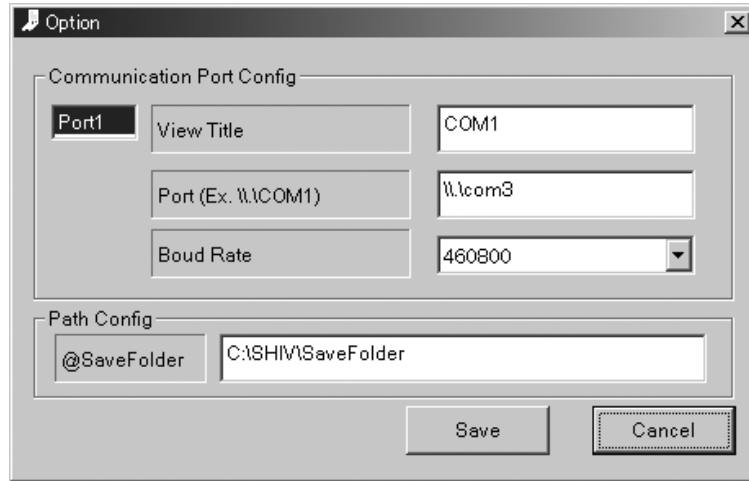 Option
Communication Port Config
Port1
View Title
COM1
Port (Ex. \\.\COM1)
\\.\com3
Boud Rate
460800
Path Config
@SaveFolder
C:\SHIV\SaveFolder
Save
Cancel